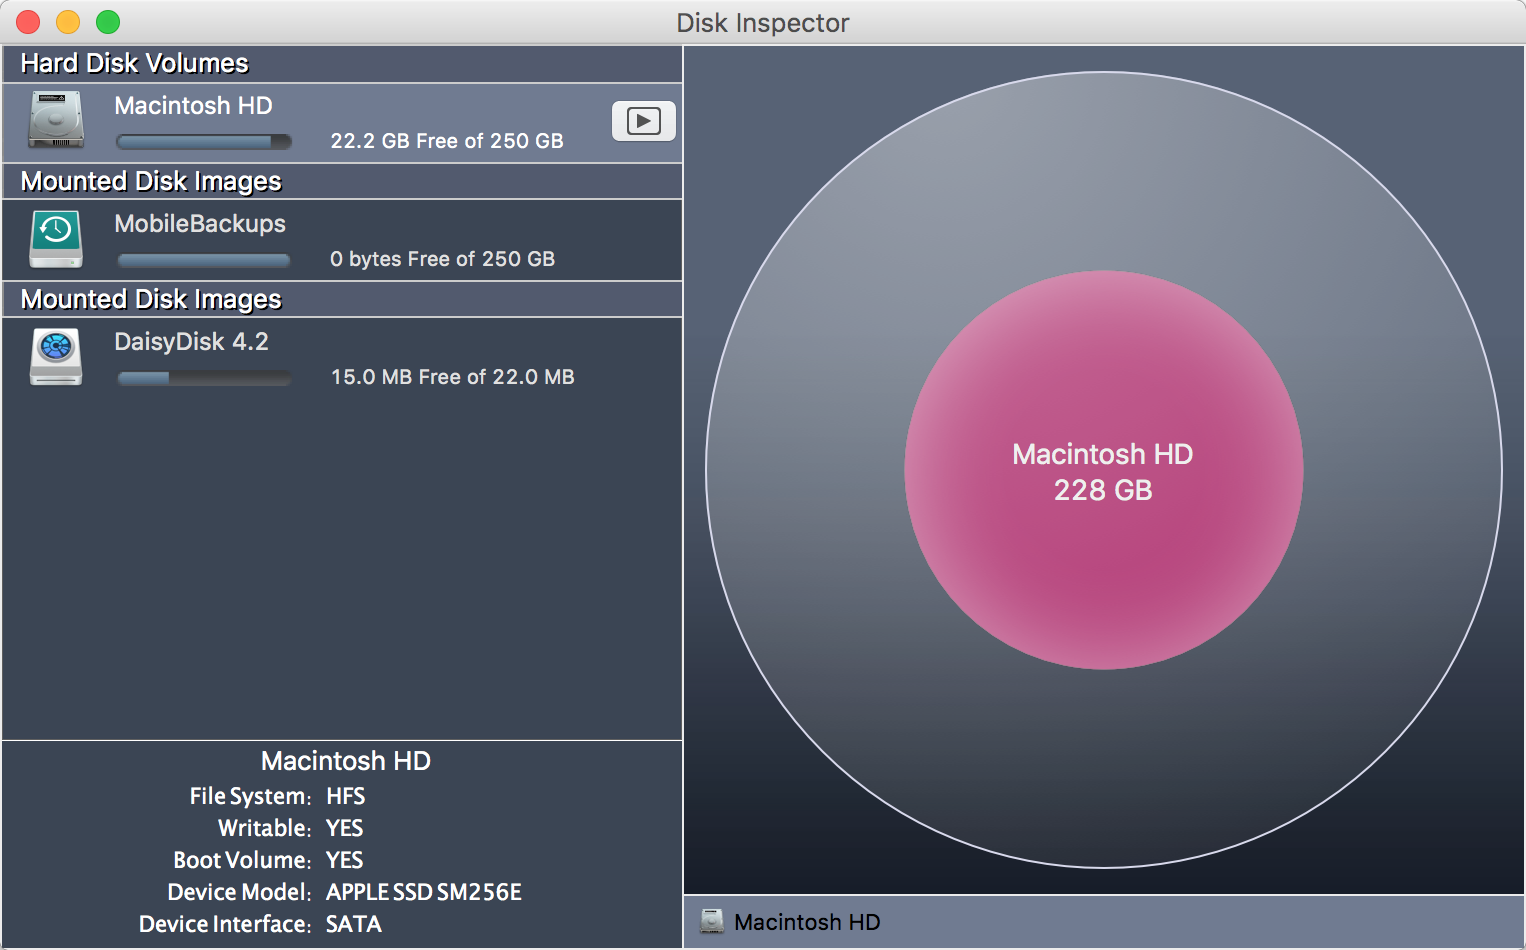 Disk Inspector
Hard Disk Volumes
Macintosh HD
22.2 GB Free of 250 GB
Mounted Disk Images
MobileBackups
0 bytes Free of 250 GB
Mounted Disk Images
DaisyDisk 4.2
15.0 MB Free of 22.0 MB
Macintosh HD
File System: HFS
Writable: YES
Boot Volume: YES
Device Model: APPLE SSD SM256E
Device Interface: SATA
Macintosh HD
228 GB
Macintosh HD